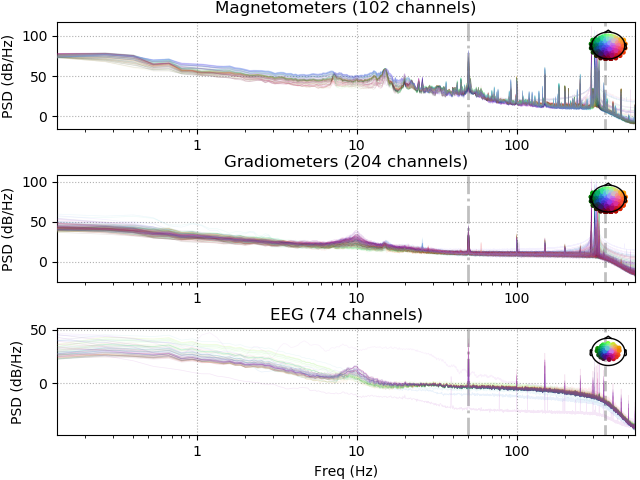 Magnetometers (102 channels)
PSD (dB/Hz)
100
50
0
1 10 100
Gradiometers (204 channels)
PSD (dB/Hz)
100
50
0
1 10 100
EEG (74 channels)
PSD (dB/Hz)
50
0
1 10 100
Freq (Hz)